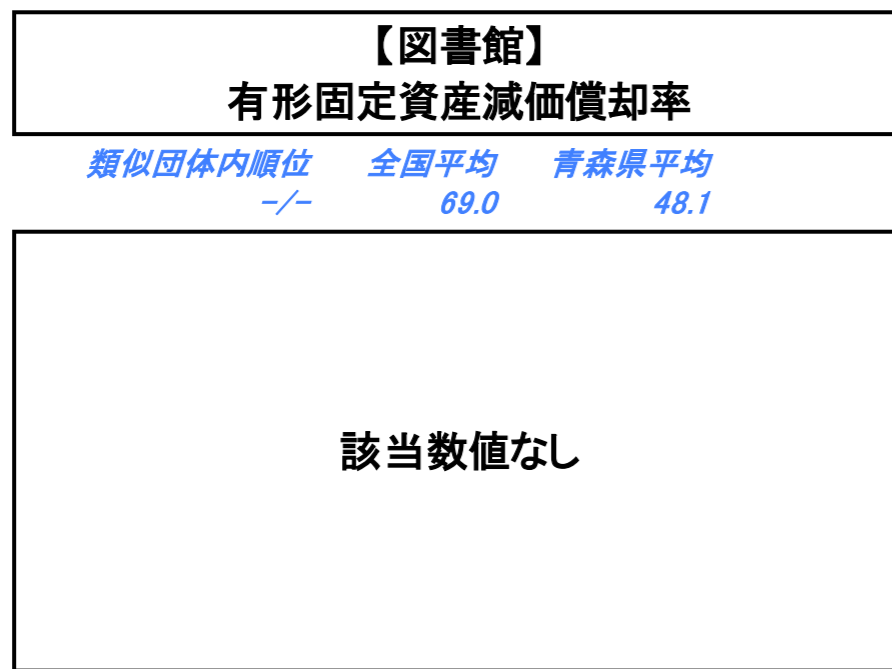 【図書館】
有形固定資産減価償却率
類似団体内順位 全国平均 青森県平均
-/- 69.0 48.1
該当数値なし